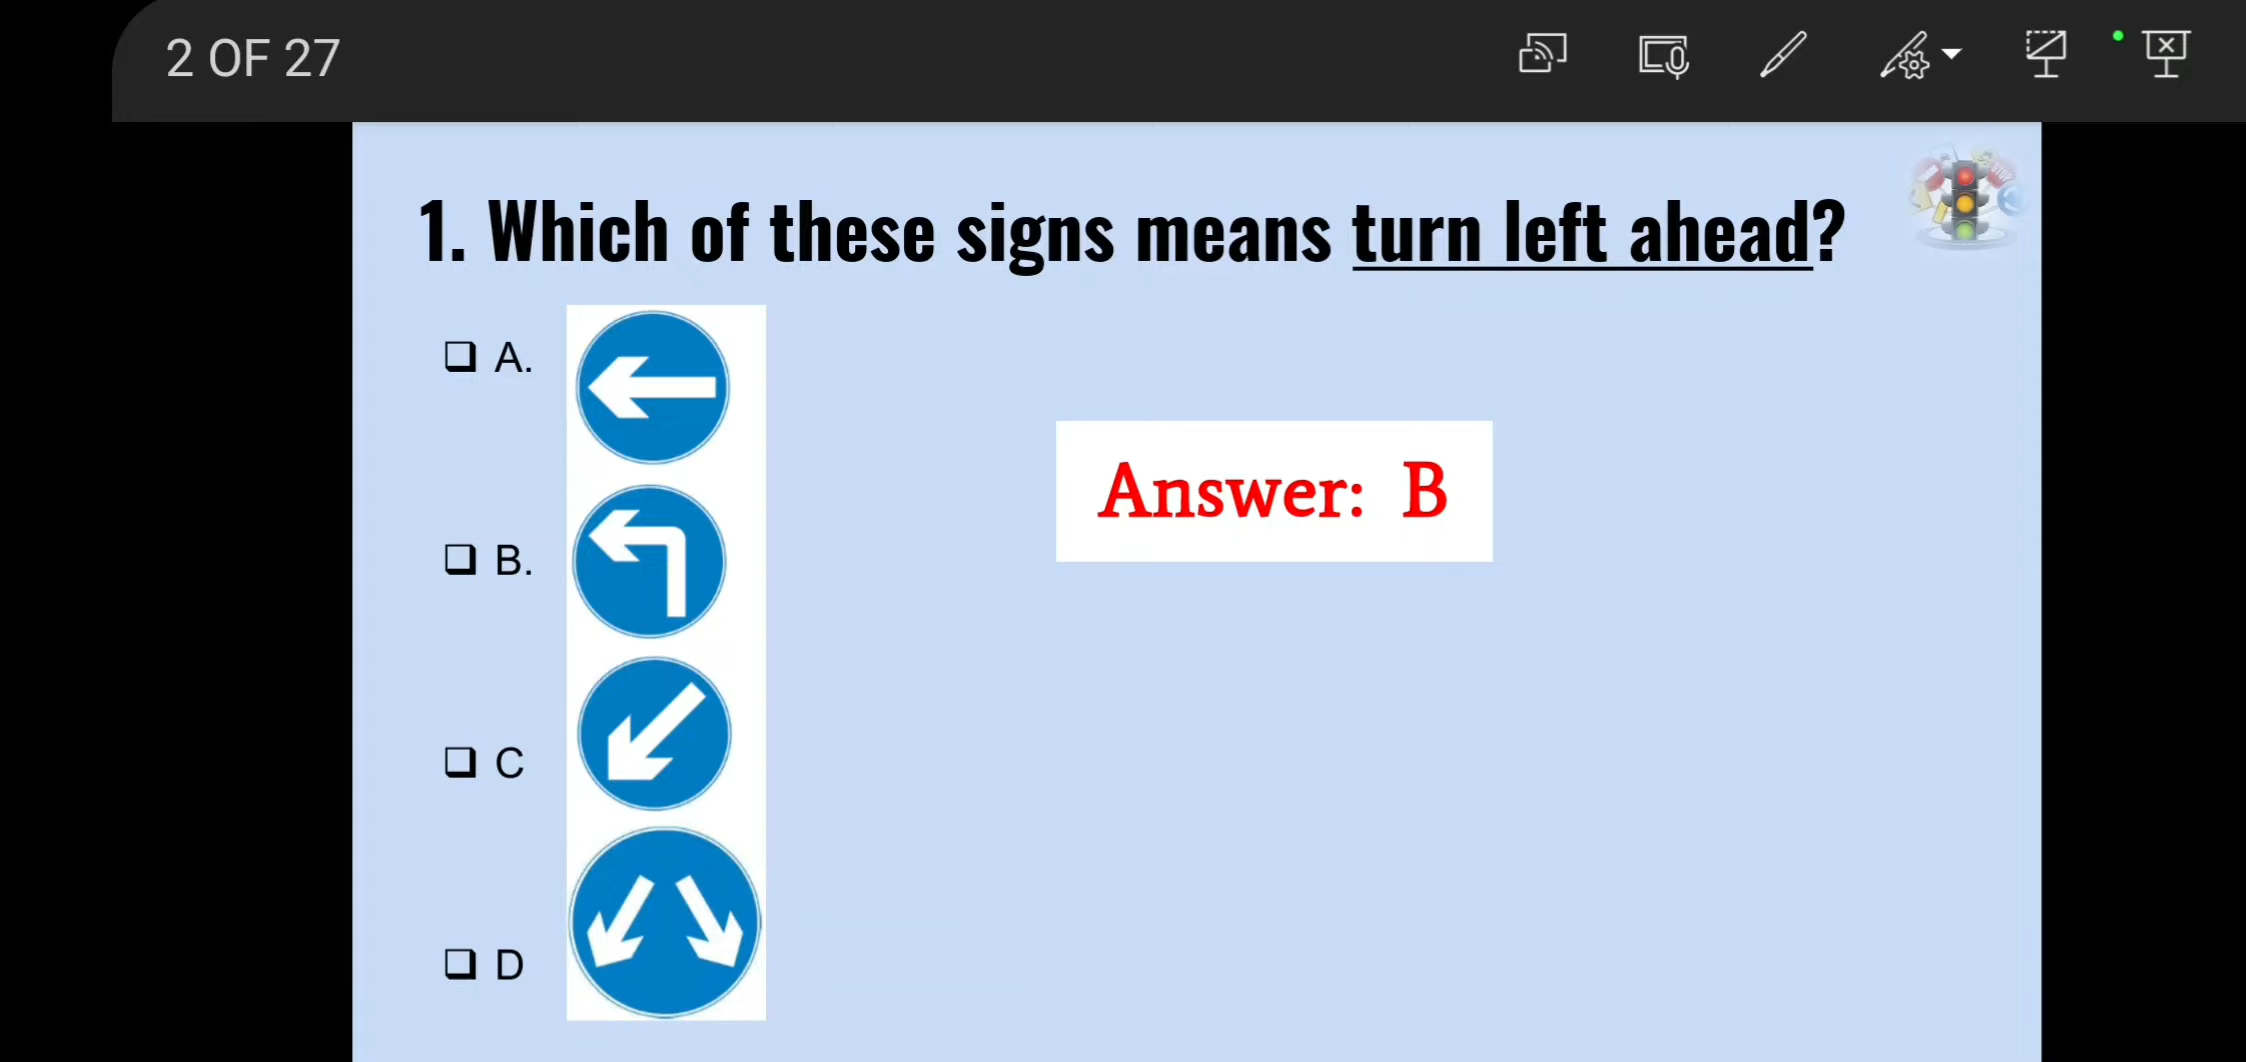 2 OF 27
1. Which of these signs means turn left ahead?
A.
Answer: B
B.
C
D